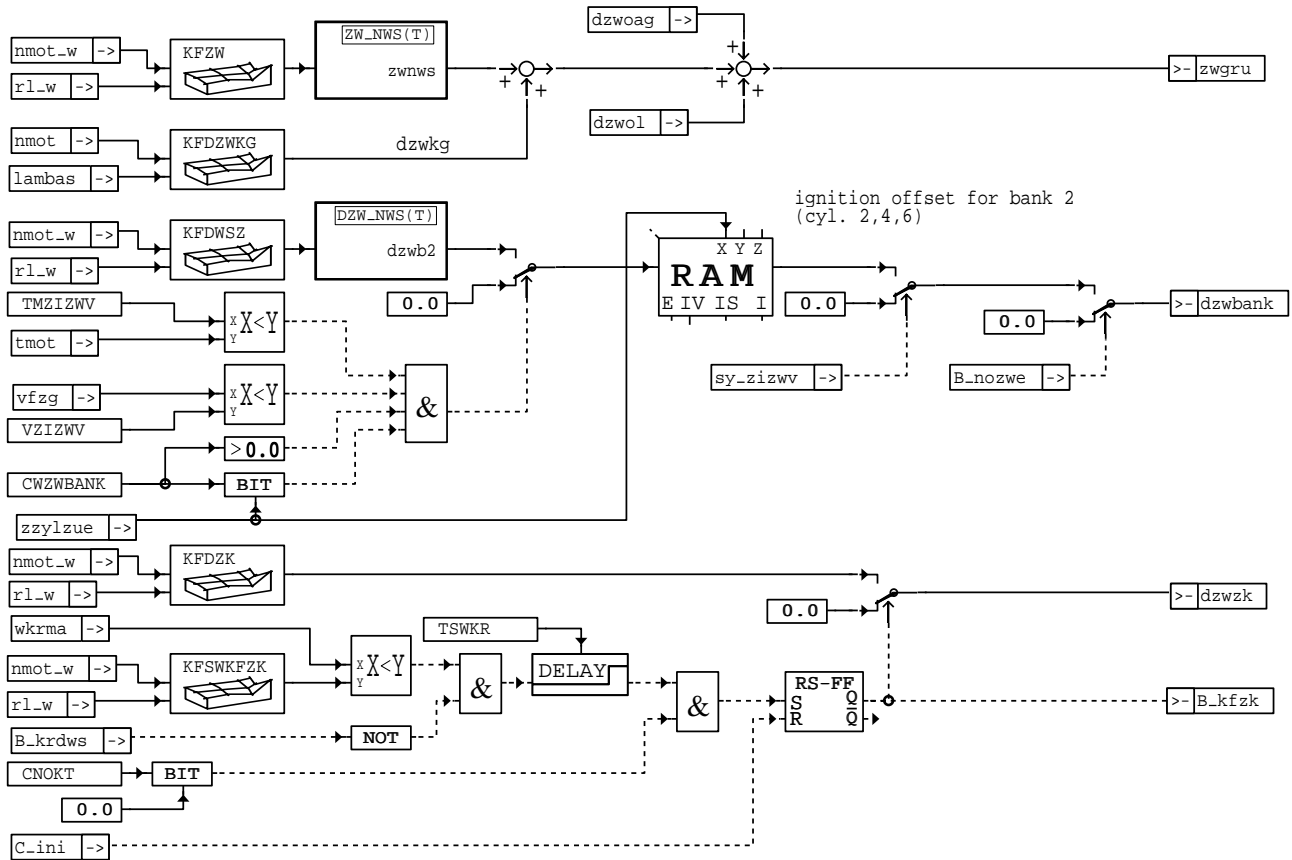 dzwoag ->
ZW_NWS(T)
nmot_w ->
KFZW
zwnws
+
+
+
+
>- zwgru
rl_w ->
+
dzwol ->
nmot ->
KFDZWKG
dzwkg
lambas ->
ignition offset for bank 2
(cyl. 2,4,6)
nmot_w ->
KFDWSZ
DZW_NWS(T)
dzwb2
X Y Z
RAM
E IV IS I
rl_w ->
0.0
0.0
>- dzwbank
TMZIZWV
X
Y
X<Y
0.0
tmot ->
sy_zizwv ->
B_nozwe ->
vfzg ->
X
Y
X<Y
&
VZIZWV
>0.0
CWZWBANK
BIT
zzylzue ->
nmot_w ->
KFDZK
rl_w ->
0.0
>- dzwzk
wkrma ->
TSWKR
nmot_w ->
KFSWKFZK
X
Y
X<Y
&
DELAY
rl_w ->
&
RS-FF
S Q
R Q
>- B_kfzk
B_krdws ->
NOT
CNOKT
BIT
0.0
C_ini ->